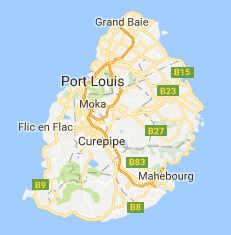 Grand Baie
B15
Port Louis
B23
Moka
Flic en Flac
B27
Curepipe
B83
Mahebourg
B9
B8